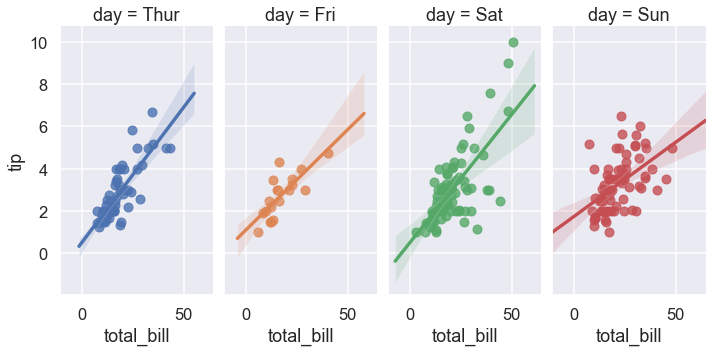 day = Thur
day = Fri
day = Sat
day = Sun
tip
10
8
6
4
2
0
0 50
0 50
0 50
0 50
total_bill
total_bill
total_bill
total_bill